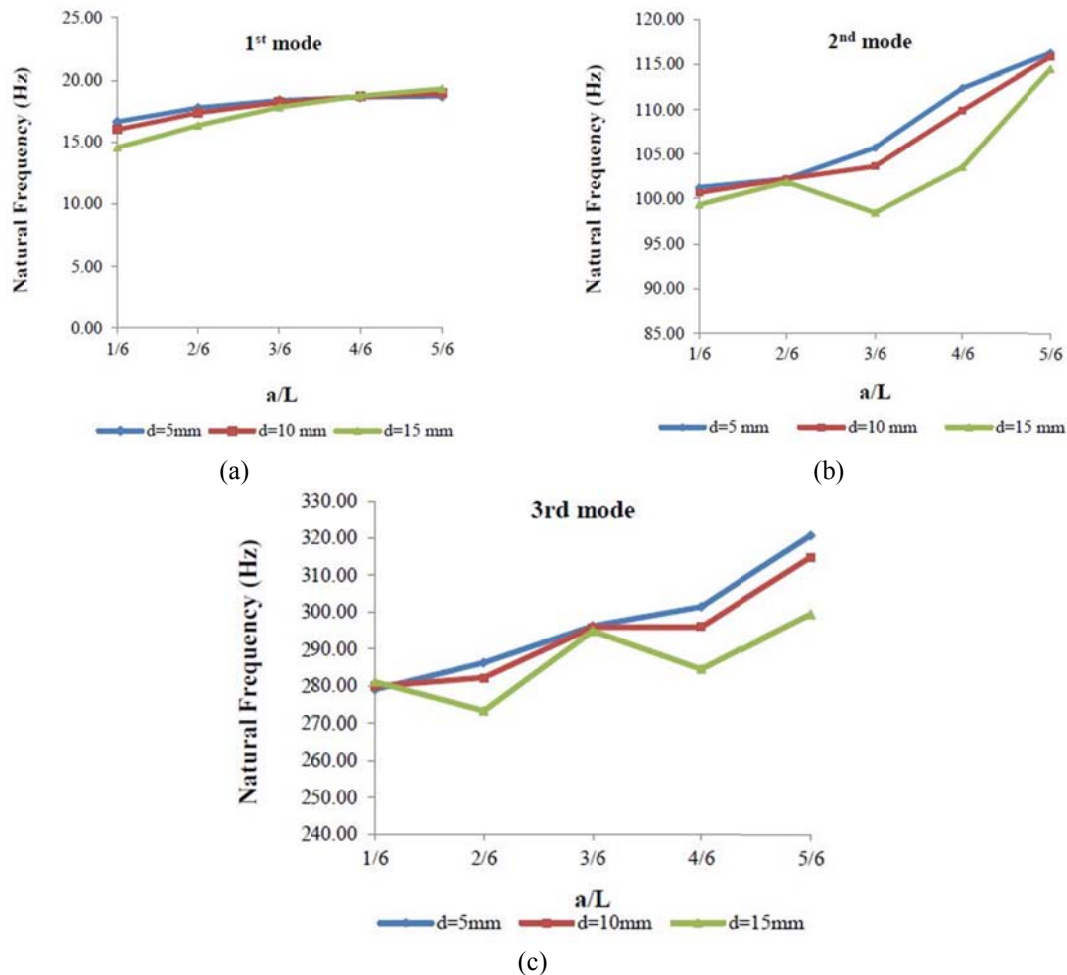 1st mode
Natural Frequency (Hz)
25.00
20.00
15.00
10.00
5.00
0.00
1/6 2/6 3/6 4/6 5/6
a/L
d=5mm d=10 mm d=15 mm
(a)
2nd mode
Natural Frequency (Hz)
120.00
115.00
110.00
105.00
100.00
95.00
90.00
85.00
1/6 2/6 3/6 4/6 5/6
a/L
d=5 mm d=10 mm d=15 mm
(b)
3rd mode
Natural Frequency (Hz)
330.00
320.00
310.00
300.00
290.00
280.00
270.00
260.00
250.00
240.00
1/6 2/6 3/6 4/6 5/6
a/L
d=5mm d=10mm d=15mm
(c)